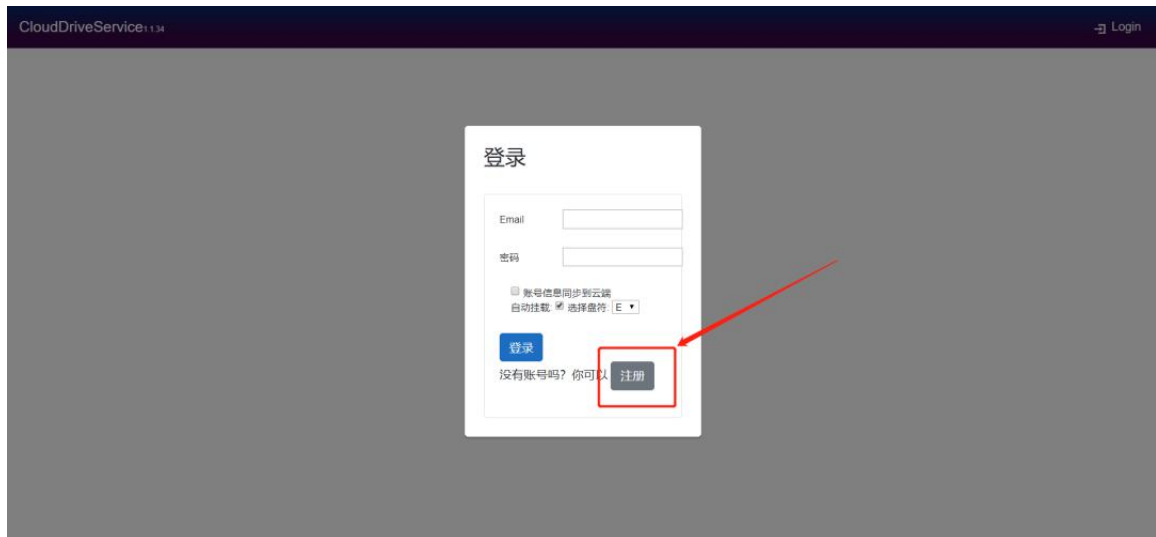 CloudDriveService1.1.34
Login
登录
Email
密码
账号信息同步到云端
自动挂载: 选择盘符: E
登录
没有账号吗? 你可以 注册